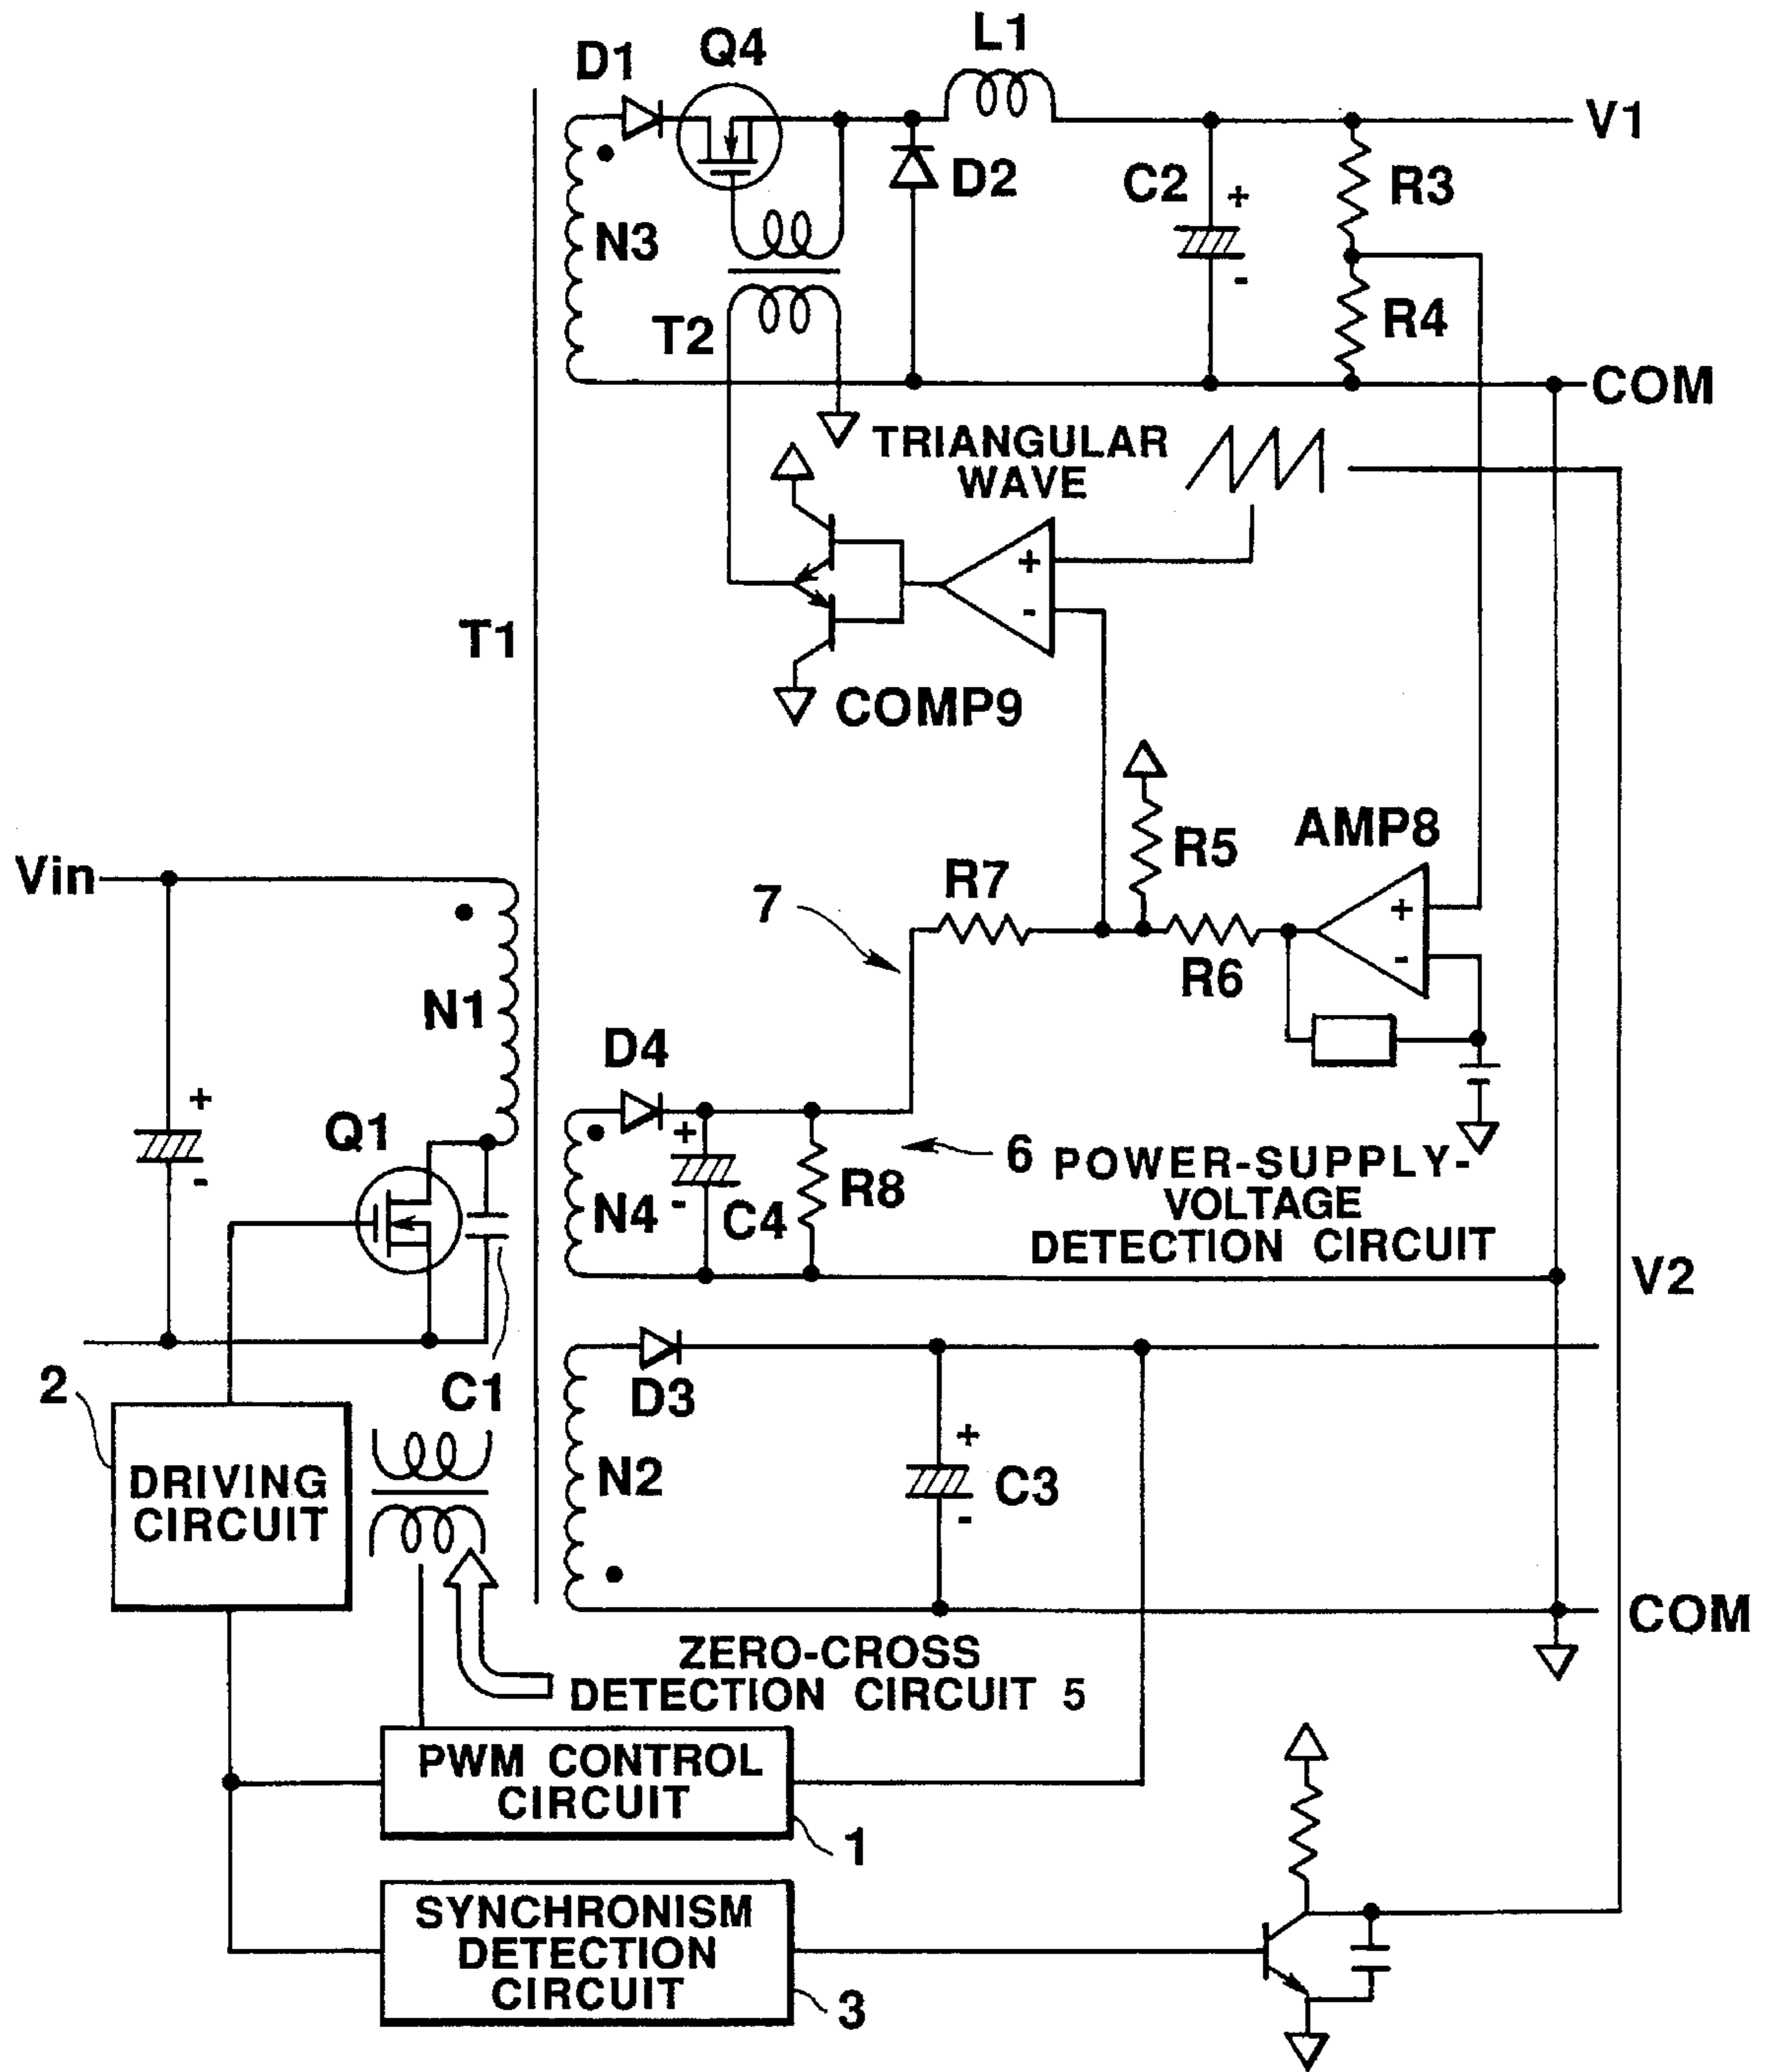 L1
Q4
D1
V1
D2
C2
+
R3
N3
-
R4
T2
COM
TRIANGULAR
WAVE
+
-
T1
COMP9
AMP8
R5
R7
Vin
7
+
-
R6
N1
D4
+
Q1
+
6 POWER-SUPPLY-
VOLTAGE
DETECTION CIRCUIT
-
R8
N4
-
C4
V2
D3
2
C1
+
DRIVING
CIRCUIT
N2
C3
-
COM
ZERO-CROSS
DETECTION CIRCUIT 5
PWM CONTROL
CIRCUIT
1
SYNCHRONISM
DETECTION
CIRCUIT
3